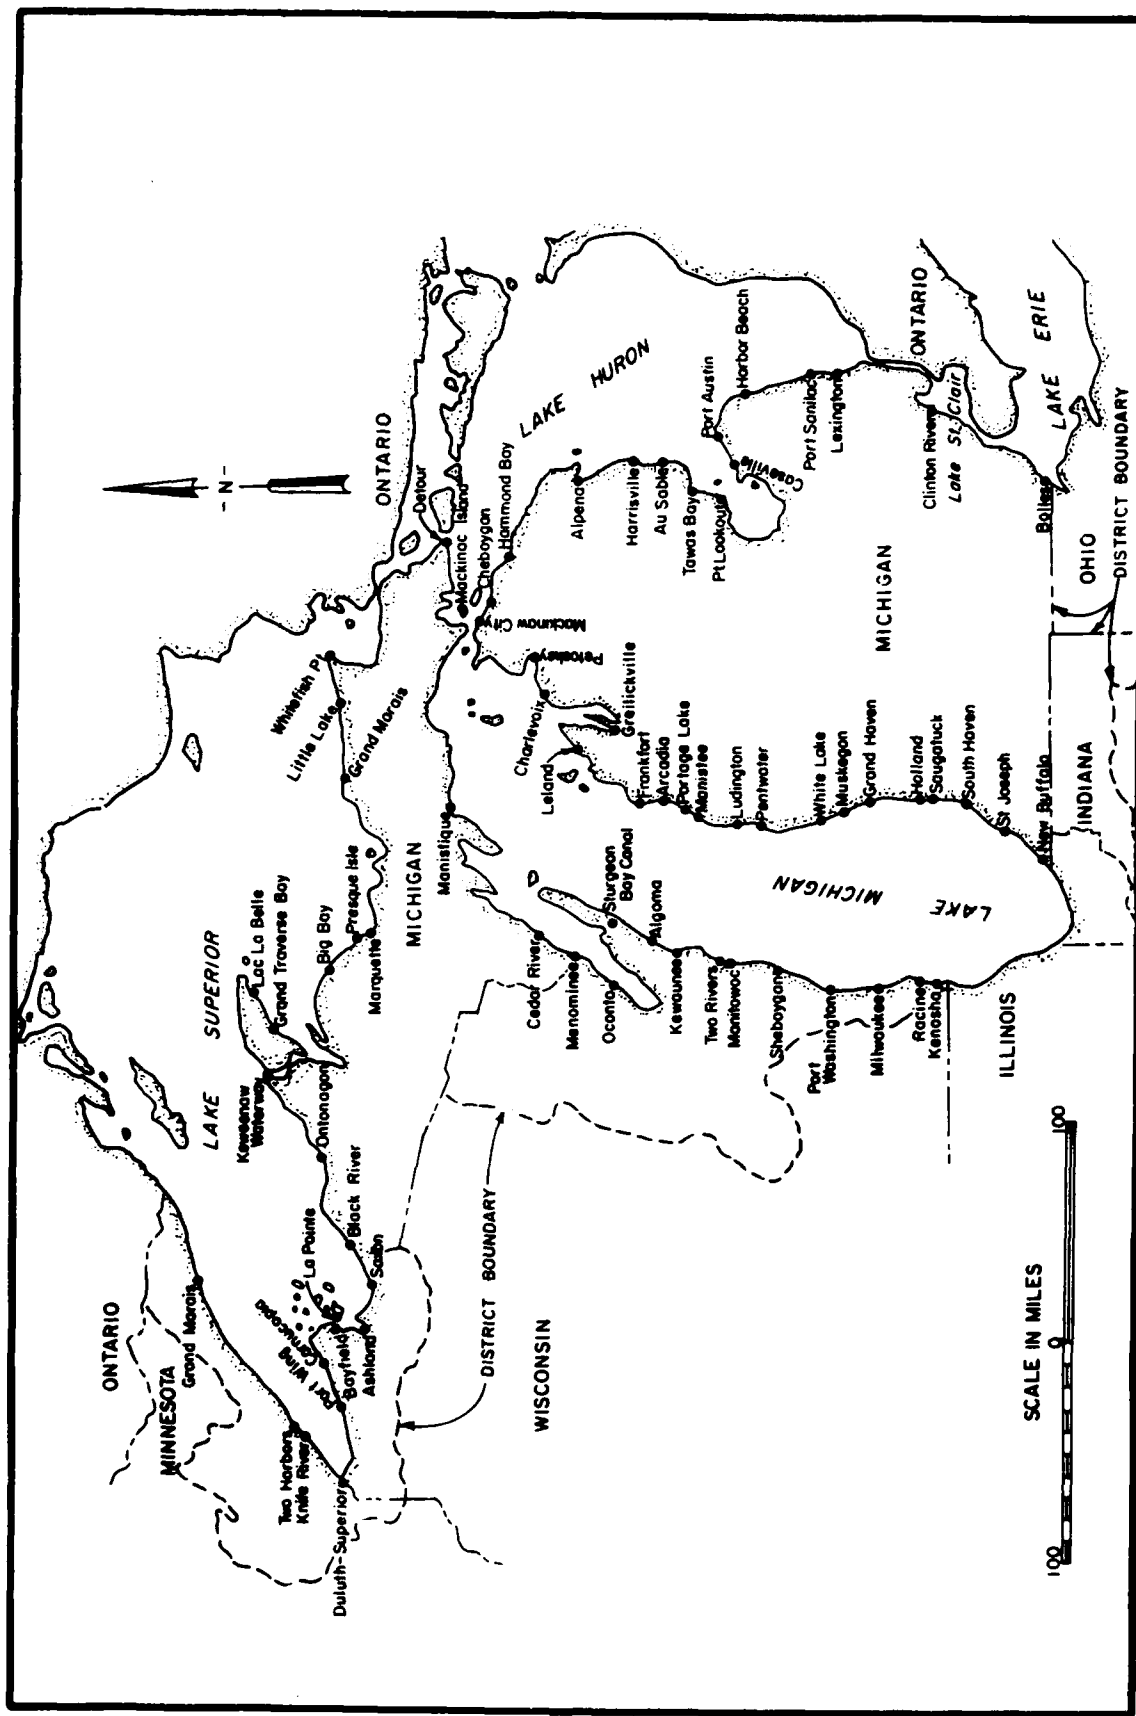 ONTARIO
MINNESOTA
Grand Marais
Two Harbors
Knife River
Duluth-Superior
Port Wing
Cornucopia
Bayfield
Ashland
La Pointe
Saxon
Black River
Ontonagon
Keweenaw
Waterway
LAKE SUPERIOR
Lac La Belle
Grand Traverse Bay
Big Bay
Presque Isle
Marquette
MICHIGAN
Grand Marais
Little Lake
Whitefish Pt
- N -
ONTARIO
Detour
Mackinac Island
Cheboygan
Hammond Bay
Mackinaw City
Petoskey
Charlevoix
Leland
Greilickville
Manistique
Cedar River
Menominee
Oconto
Sturgeon
Bay Canal
Algoma
Kewaunee
Two Rivers
Manitowoc
Sheboygan
Port
Washington
Milwaukee
Racine
Kenosha
DISTRICT BOUNDARY
WISCONSIN
LAKE MICHIGAN
Frankfort
Arcadia
Portage Lake
Manistee
Ludington
Pentwater
White Lake
Muskegon
Grand Haven
Holland
Saugatuck
South Haven
St Joseph
New Buffalo
MICHIGAN
LAKE HURON
Alpena
Harrisville
Au Sable
Tawas Bay
Pt Lookout
Caseville
Port Austin
Harbor Beach
Port Sanilac
Lexington
ONTARIO
Clinton River
Lake St. Clair
Bolles
LAKE ERIE
OHIO
DISTRICT BOUNDARY
INDIANA
ILLINOIS
SCALE IN MILES
100 0 100